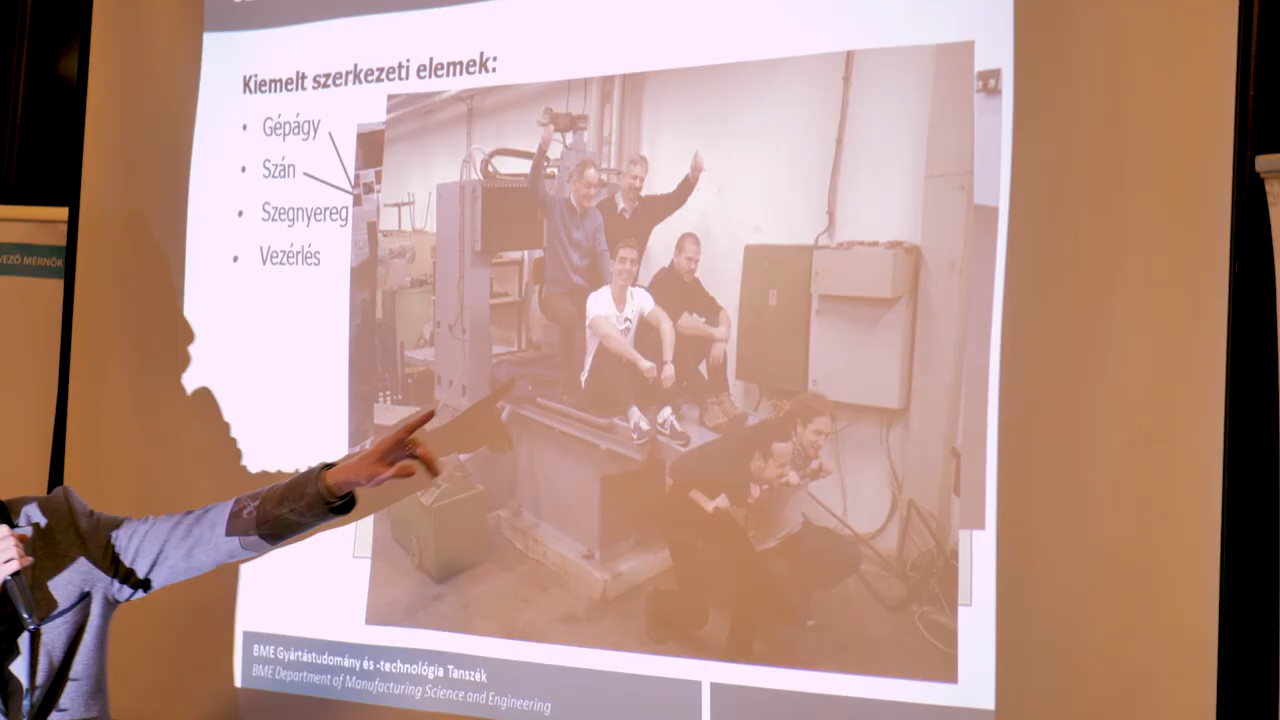 Kiemelt szerkezeti elemek:
• Gépágy
• Szán
• Szegnyereg
• Vezérlés
VEZŐ MÉRNÖK
BME Gyártástudomány és -technológia Tanszék
BME Department of Manufacturing Science and Engineering